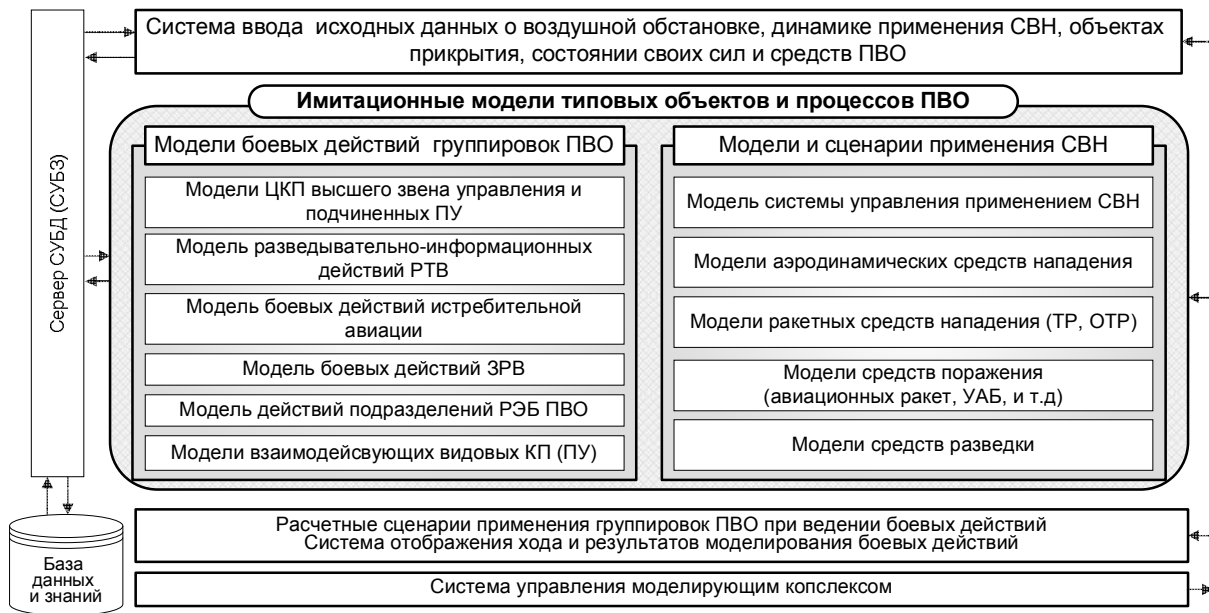 Система ввода исходных данных о воздушной обстановке, динамике применения СВН, объектах
прикрытия, состоянии своих сил и средств ПВО
Сервер СУБД (СУБЗ)
Имитационные модели типовых объектов и процессов ПВО
Модели боевых действий группировок ПВО
Модели ЦКП высшего звена управления и
подчиненных ПУ
Модель разведывательно-информационных
действий РТВ
Модель боевых действий истребительной
авиации
Модель боевых действий ЗРВ
Модель действий подразделений РЭБ ПВО
Модели взаимодейсвующих видовых КП (ПУ)
Модели и сценарии применения СВН
Модель системы управления применением СВН
Модели аэродинамических средств нападения
Модели ракетных средств нападения (ТР, ОТР)
Модели средств поражения
(авиационных ракет, УАБ, и т.д)
Модели средств разведки
База
данных
и знаний
Расчетные сценарии применения группировок ПВО при ведении боевых действий
Система отображения хода и результатов моделирования боевых действий
Система управления моделирующим копслексом